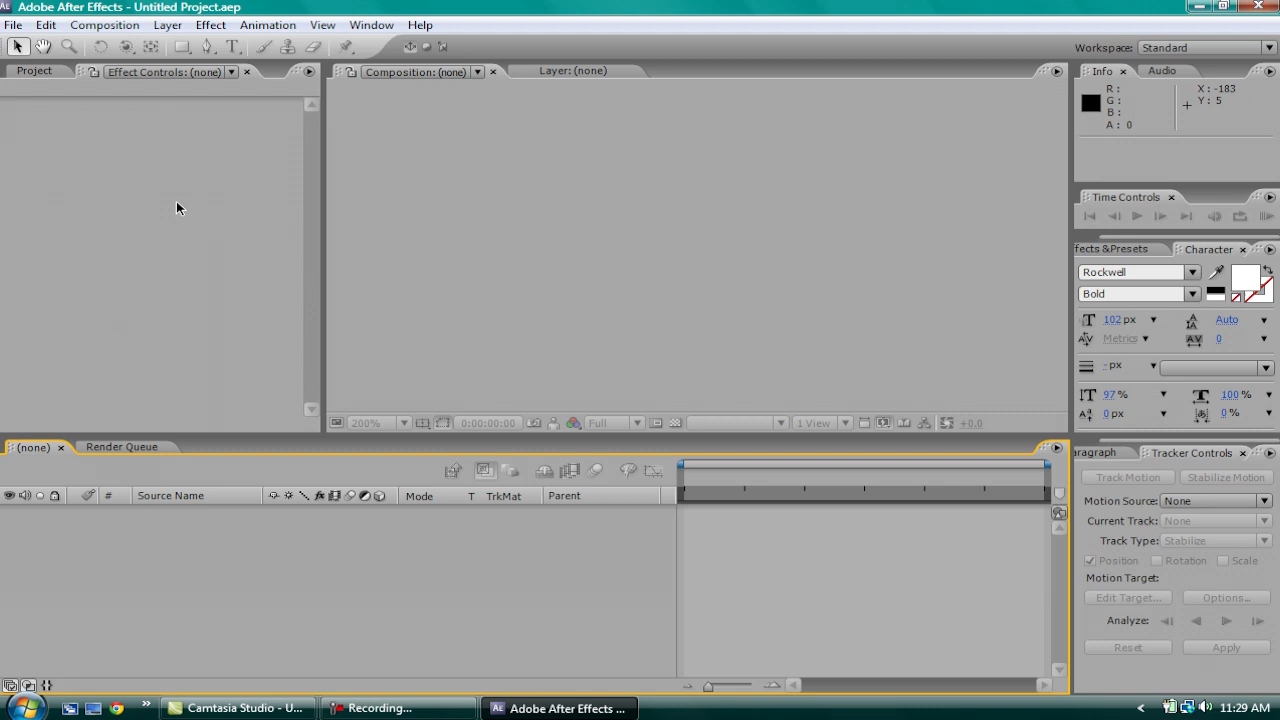 Adobe After Effects - Untitled Project.aep
File Edit Composition Layer Effect Animation View Window Help
Workspace: Standard
Project Effect Controls: (none) Composition: (none) Layer: (none) Info Audio
R : X : -183
G : Y : 5
B :
A : 0
Time Controls
fects &Presets Character
Rockwell
Bold
102 px Auto
Metrics 0
- px
97 % 100 %
0 px 0 %
200% 0:00:00:00 Full 1 View +0.0
(none) Render Queue
# Source Name Mode T TrkMat Parent
aragraph Tracker Controls
Track Motion Stabilize Motion
Motion Source: None
Current Track: None
Track Type: Stabilize
Position Rotation Scale
Motion Target:
Edit Target... Options...
Analyze:
Reset Apply
Camtasia Studio - U... Recording... Ae Adobe After Effects ... 11:29 AM